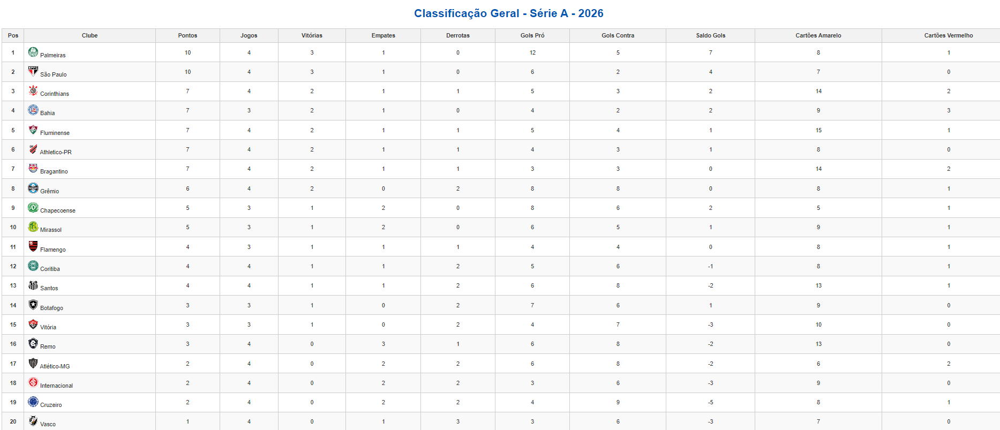 Classificação Geral - Série A - 2026
Pos Clube Pontos Jogos Vitórias Empates Derrotas Gols Pró Gols Contra Saldo Gols Cartões Amarelo Cartões Vermelho
1 Palmeiras 10 4 3 1 0 12 5 7 8 1
2 São Paulo 10 4 3 1 0 6 2 4 7 0
3 Corinthians 7 4 2 1 1 5 3 2 14 2
4 Bahia 7 3 2 1 0 4 2 2 9 3
5 Fluminense 7 4 2 1 1 5 4 1 15 1
6 Athletico-PR 7 4 2 1 1 4 3 1 8 0
7 Bragantino 7 4 2 1 1 3 3 0 14 2
8 Grêmio 6 4 2 0 2 8 8 0 8 1
9 Chapecoense 5 3 1 2 0 8 6 2 5 1
10 Mirassol 5 3 1 2 0 6 5 1 9 1
11 Flamengo 4 3 1 1 1 4 4 0 8 1
12 Coritiba 4 4 1 1 2 5 6 -1 8 1
13 Santos 4 4 1 1 2 6 8 -2 13 1
14 Botafogo 3 3 1 0 2 7 6 1 9 0
15 Vitória 3 3 1 0 2 4 7 -3 10 0
16 Remo 3 4 0 3 1 6 8 -2 13 0
17 Atlético-MG 2 4 0 2 2 6 8 -2 6 2
18 Internacional 2 4 0 2 2 3 6 -3 9 0
19 Cruzeiro 2 4 0 2 2 4 9 -5 8 1
20 Vasco 1 4 0 1 3 3 6 -3 7 0